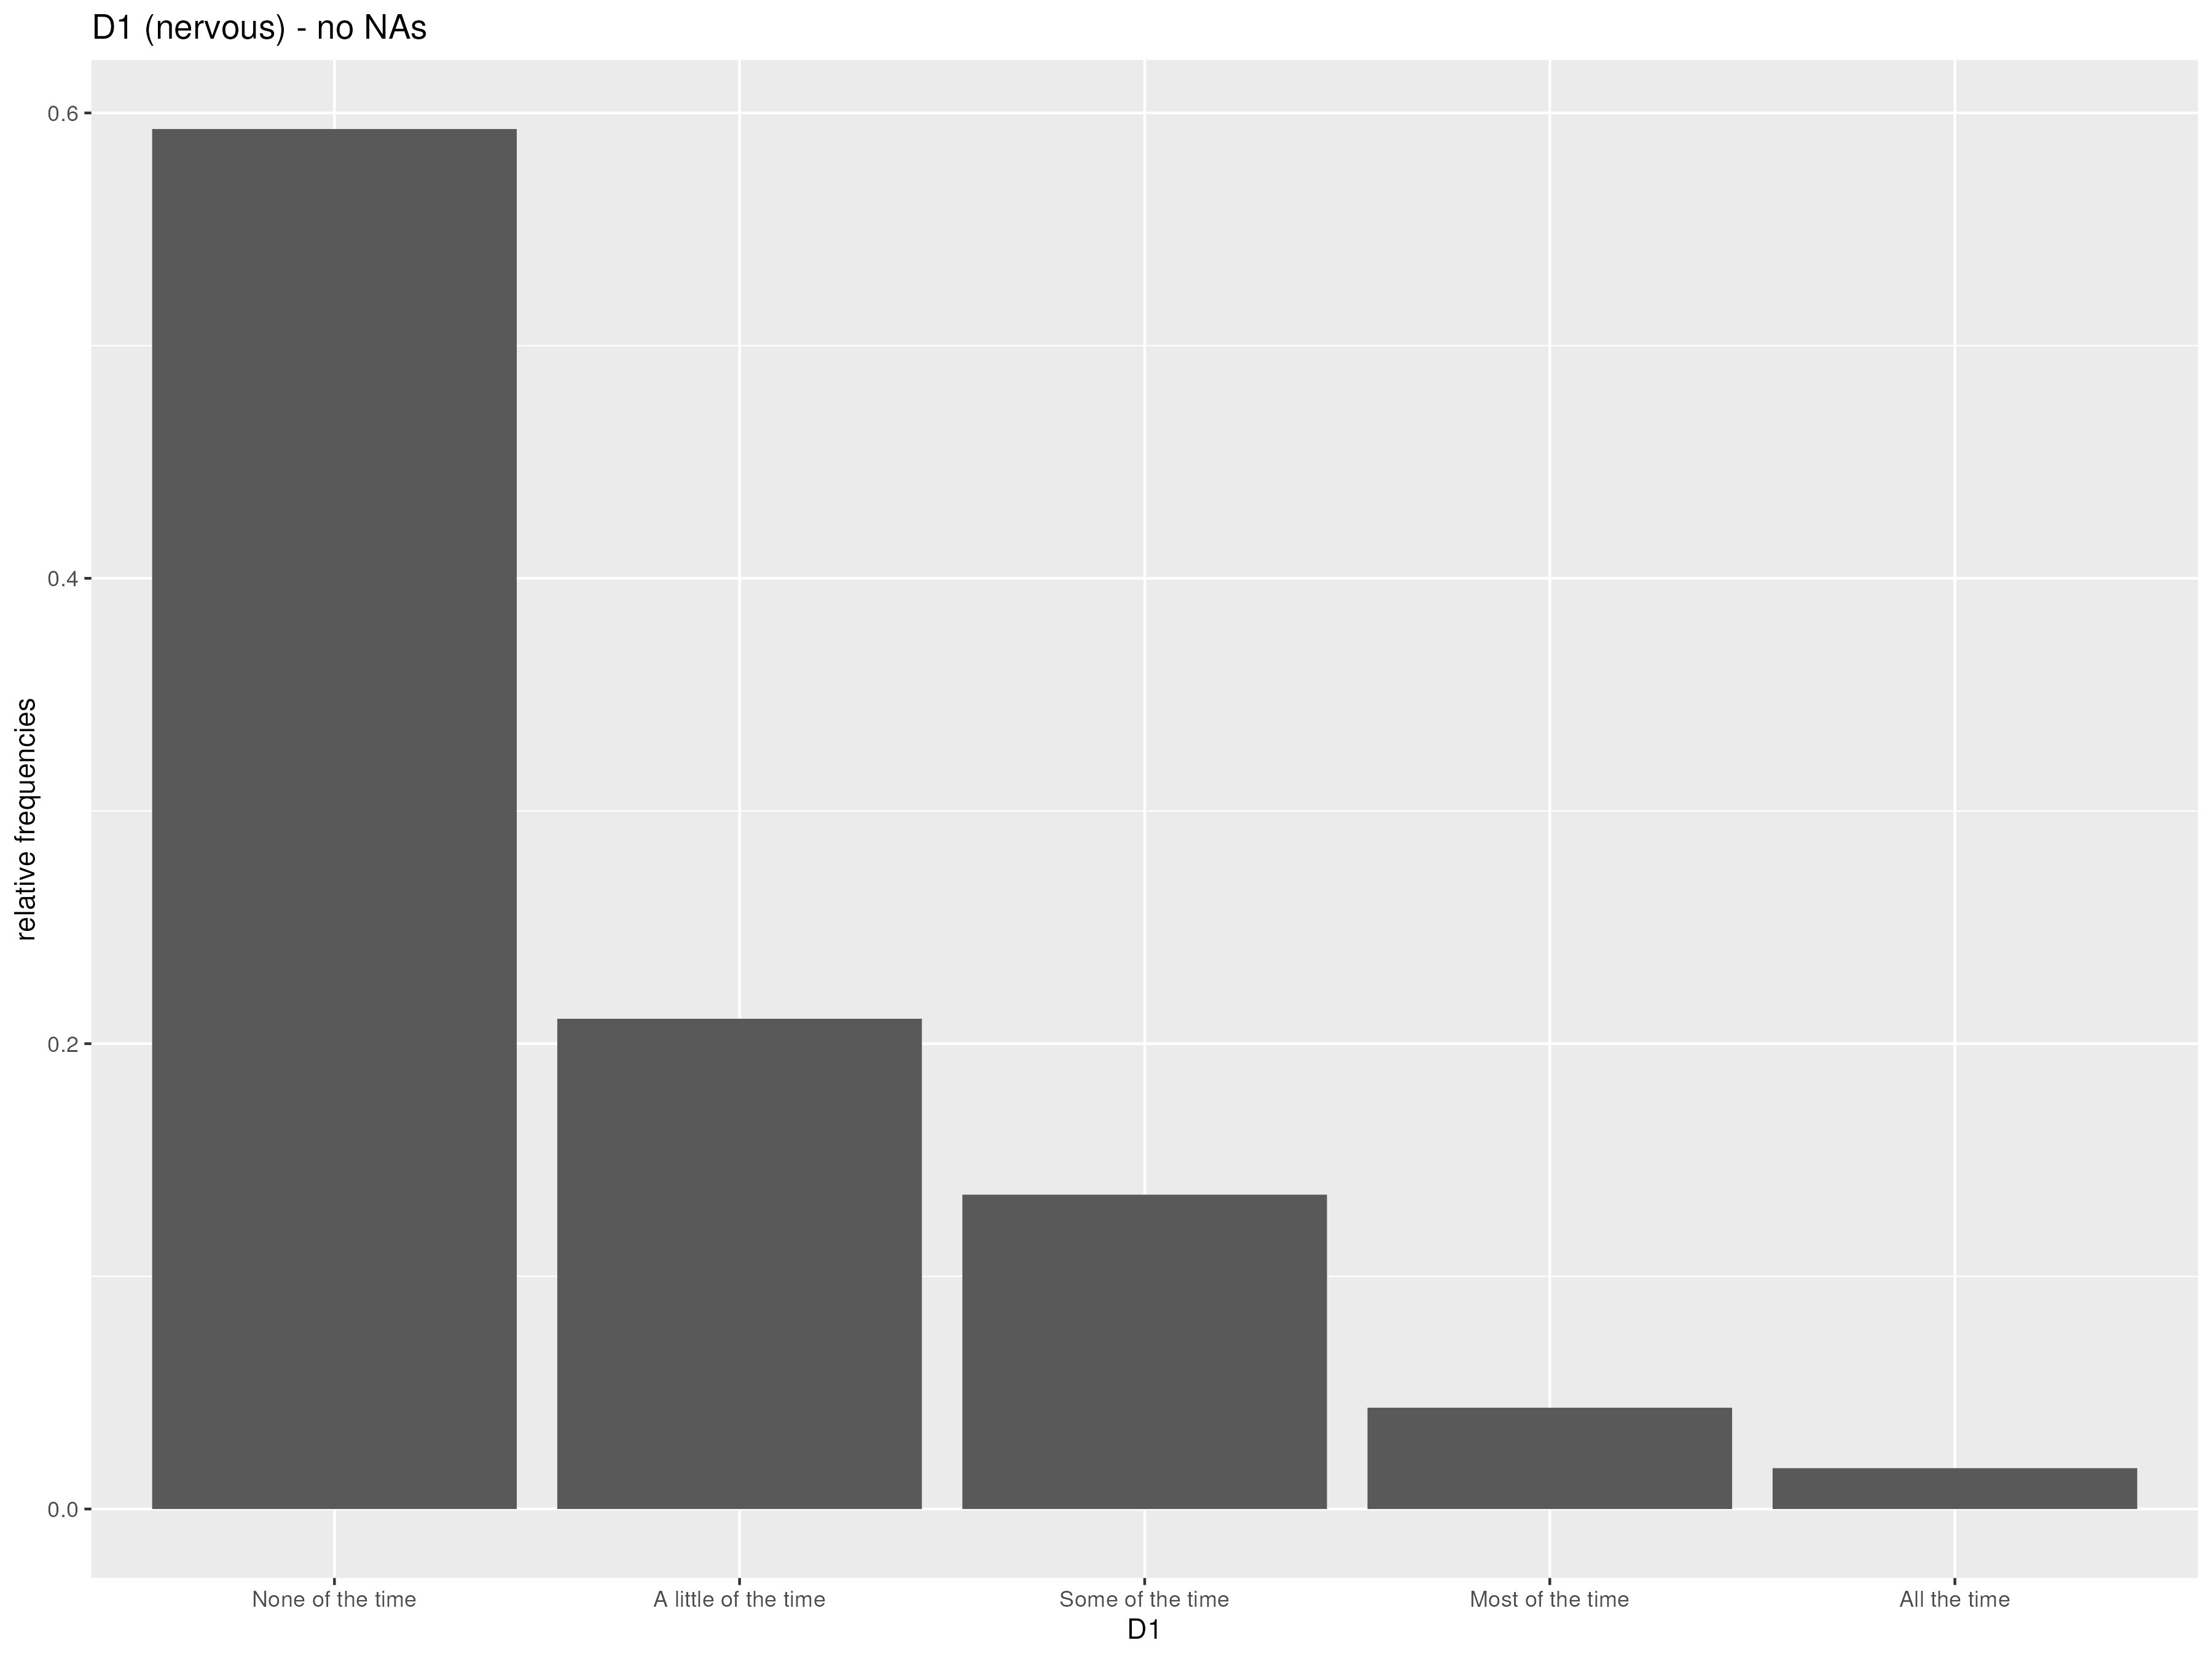 D1 (nervous) - no NAs
relative frequencies
0.6
0.4
0.2
0.0
None of the time
A little of the time
Some of the time
Most of the time
All the time
D1